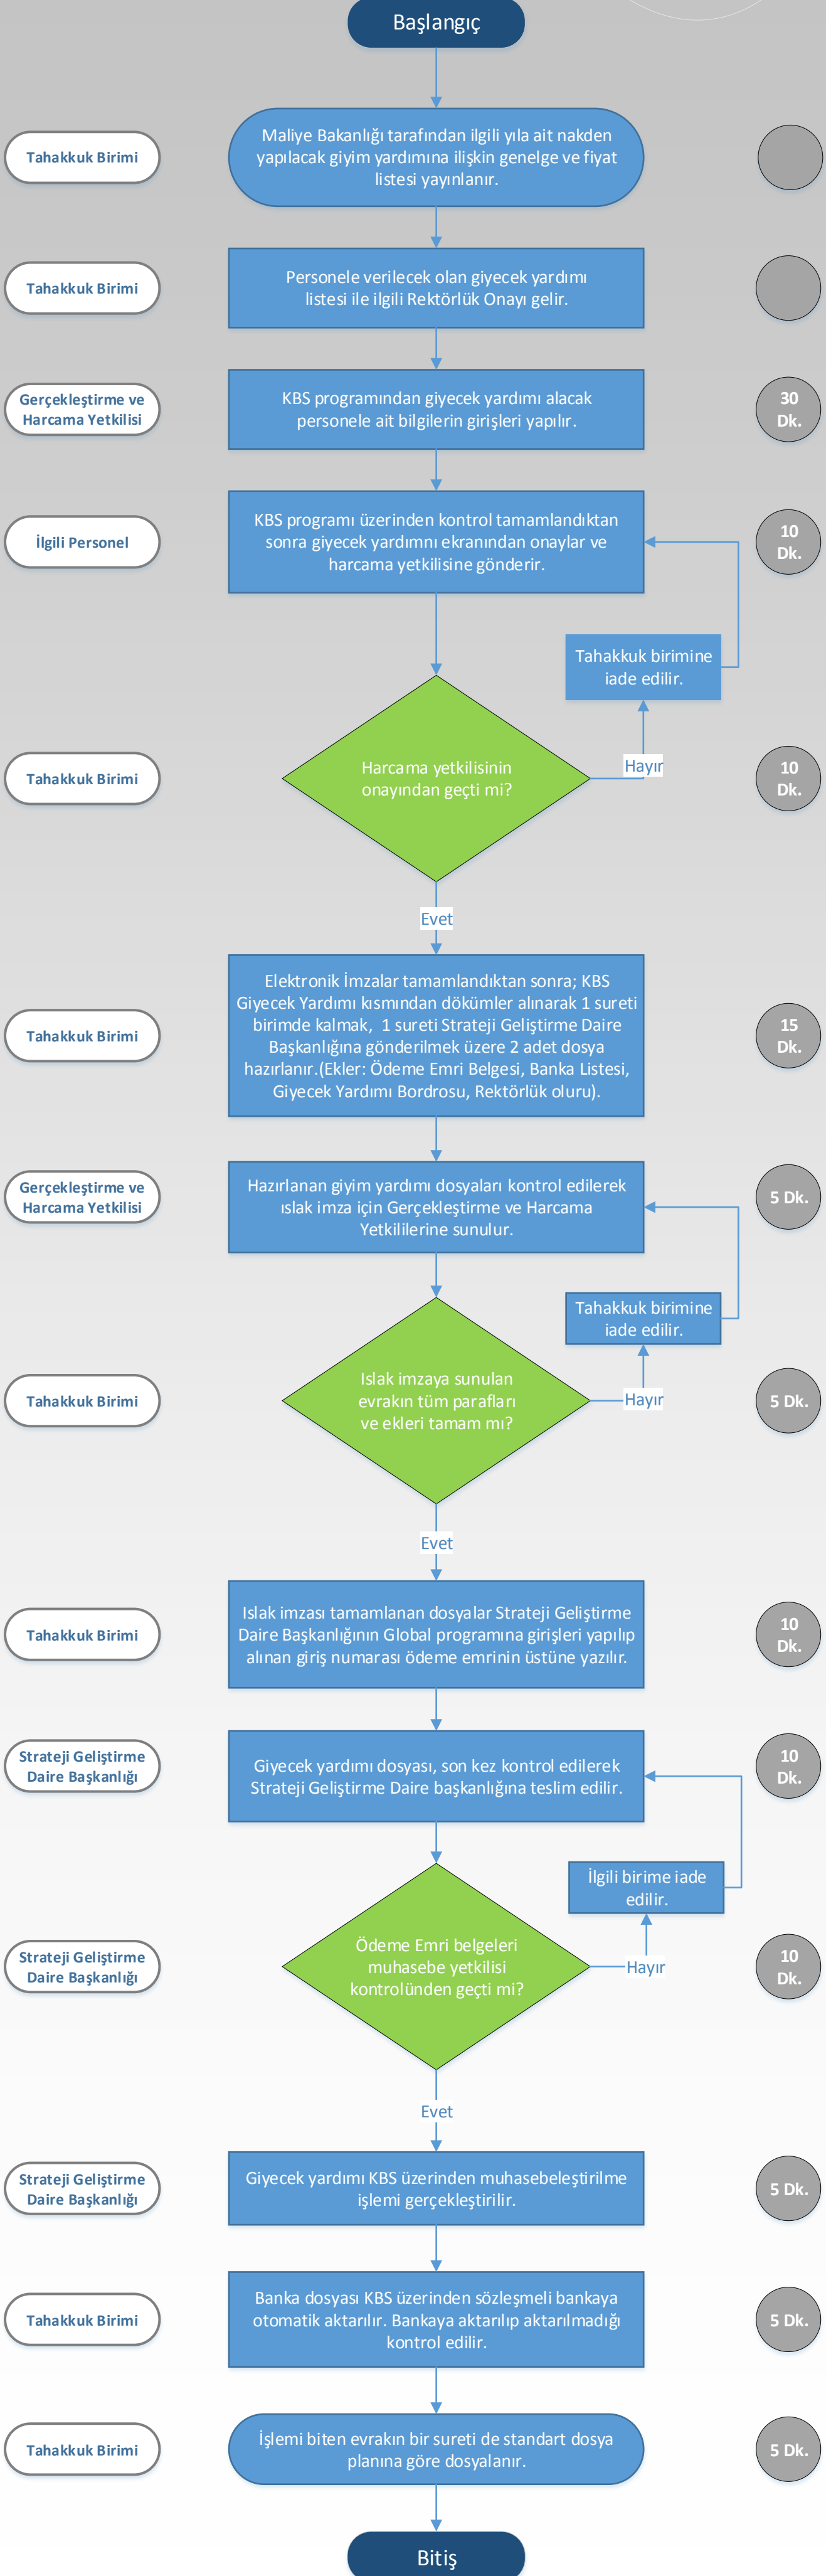 Başlangıç
Tahakkuk Birimi
Maliye Bakanlığı tarafından ilgili yıla ait nakden
yapılacak giyim yardımına ilişkin genelge ve fiyat
listesi yayınlanır.
Tahakkuk Birimi
Personele verilecek olan giyecek yardımı
listesi ile ilgili Rektörlük Onayı gelir.
Gerçekleştirme ve
Harcama Yetkilisi
KBS programından giyecek yardımı alacak
personele ait bilgilerin girişleri yapılır.
30
Dk.
İlgili Personel
KBS programı üzerinden kontrol tamamlandıktan
sonra giyecek yardımnı ekranından onaylar ve
harcama yetkilisine gönderir.
10
Dk.
Tahakkuk birimine
iade edilir.
Tahakkuk Birimi
Harcama yetkilisinin
onayından geçti mi?
Hayır
10
Dk.
Evet
Tahakkuk Birimi
Elektronik İmzalar tamamlandıktan sonra; KBS
Giyecek Yardımı kısmından dökümler alınarak 1 sureti
birimde kalmak, 1 sureti Strateji Geliştirme Daire
Başkanlığına gönderilmek üzere 2 adet dosya
hazırlanır.(Ekler: Ödeme Emri Belgesi, Banka Listesi,
Giyecek Yardımı Bordrosu, Rektörlük oluru).
15
Dk.
Gerçekleştirme ve
Harcama Yetkilisi
Hazırlanan giyim yardımı dosyaları kontrol edilerek
ıslak imza için Gerçekleştirme ve Harcama
Yetkililerine sunulur.
5 Dk.
Tahakkuk birimine
iade edilir.
Tahakkuk Birimi
Islak imzaya sunulan
evrakın tüm parafları
ve ekleri tamam mı?
Hayır
5 Dk.
Evet
Tahakkuk Birimi
Islak imzası tamamlanan dosyalar Strateji Geliştirme
Daire Başkanlığının Global programına girişleri yapılıp
alınan giriş numarası ödeme emrinin üstüne yazılır.
10
Dk.
Strateji Geliştirme
Daire Başkanlığı
Giyecek yardımı dosyası, son kez kontrol edilerek
Strateji Geliştirme Daire başkanlığına teslim edilir.
10
Dk.
İlgili birime iade
edilir.
Strateji Geliştirme
Daire Başkanlığı
Ödeme Emri belgeleri
muhasebe yetkilisi
kontrolünden geçti mi?
Hayır
10
Dk.
Evet
Strateji Geliştirme
Daire Başkanlığı
Giyecek yardımı KBS üzerinden muhasebeleştirilme
işlemi gerçekleştirilir.
5 Dk.
Tahakkuk Birimi
Banka dosyası KBS üzerinden sözleşmeli bankaya
otomatik aktarılır. Bankaya aktarılıp aktarılmadığı
kontrol edilir.
5 Dk.
Tahakkuk Birimi
İşlemi biten evrakın bir sureti de standart dosya
planına göre dosyalanır.
5 Dk.
Bitiş